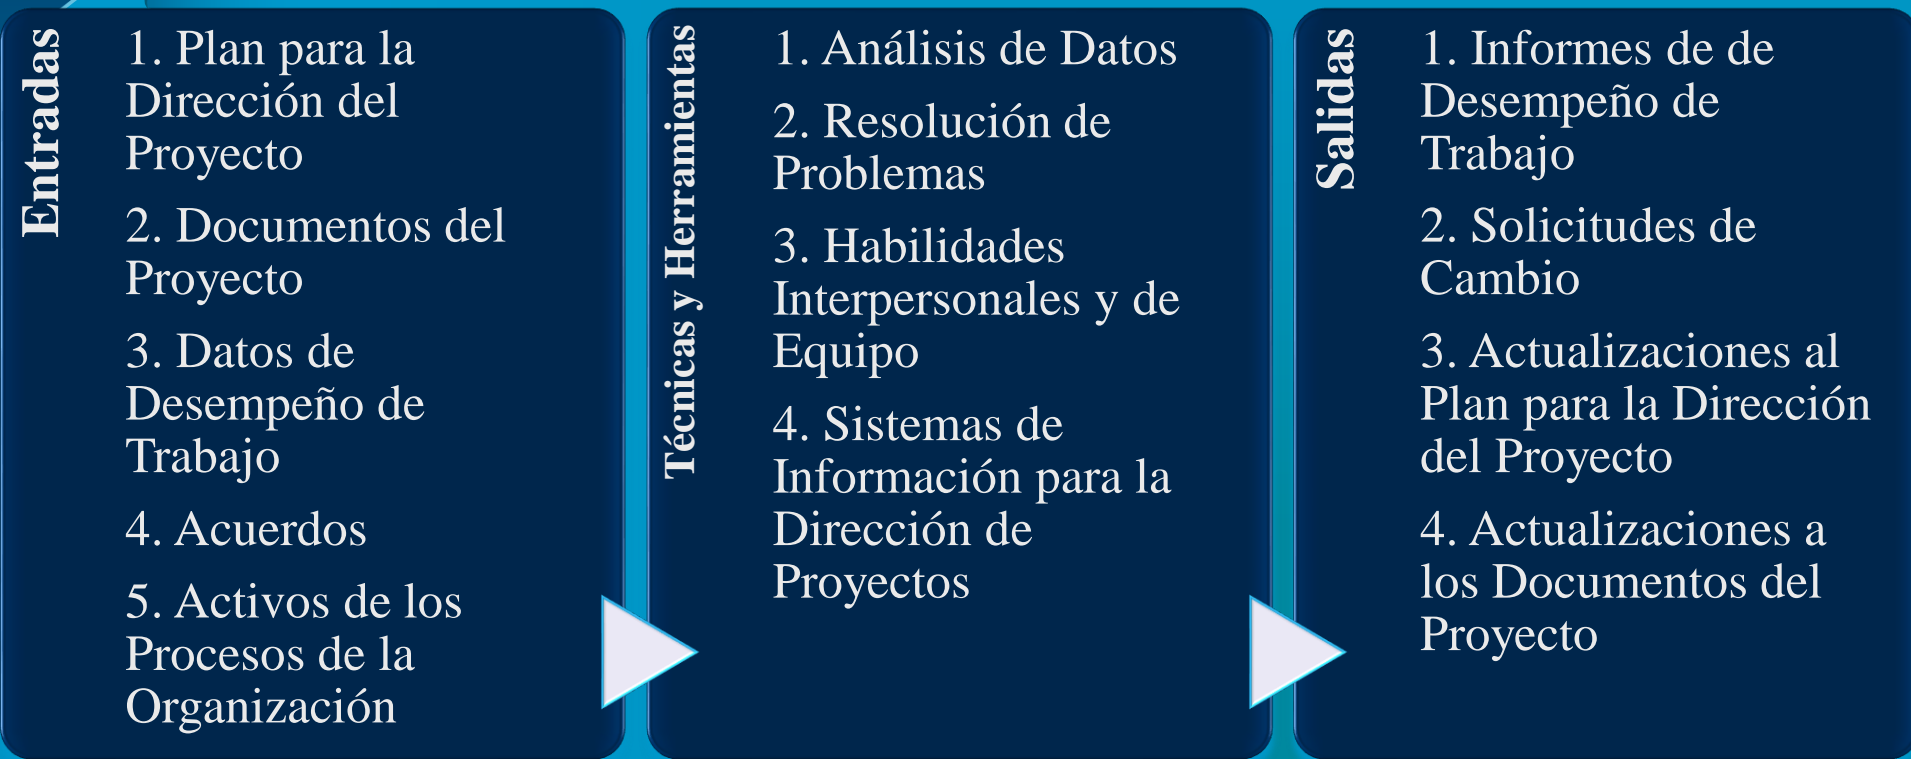 Entradas
1. Plan para la
Dirección del
Proyecto
2. Documentos del
Proyecto
3. Datos de
Desempeño de
Trabajo
4. Acuerdos
5. Activos de los
Procesos de la
Organización
Técnicas y Herramientas
1. Análisis de Datos
2. Resolución de
Problemas
3. Habilidades
Interpersonales y de
Equipo
4. Sistemas de
Información para la
Dirección de
Proyectos
Salidas
1. Informes de de
Desempeño de
Trabajo
2. Solicitudes de
Cambio
3. Actualizaciones al
Plan para la Dirección
del Proyecto
4. Actualizaciones a
los Documentos del
Proyecto